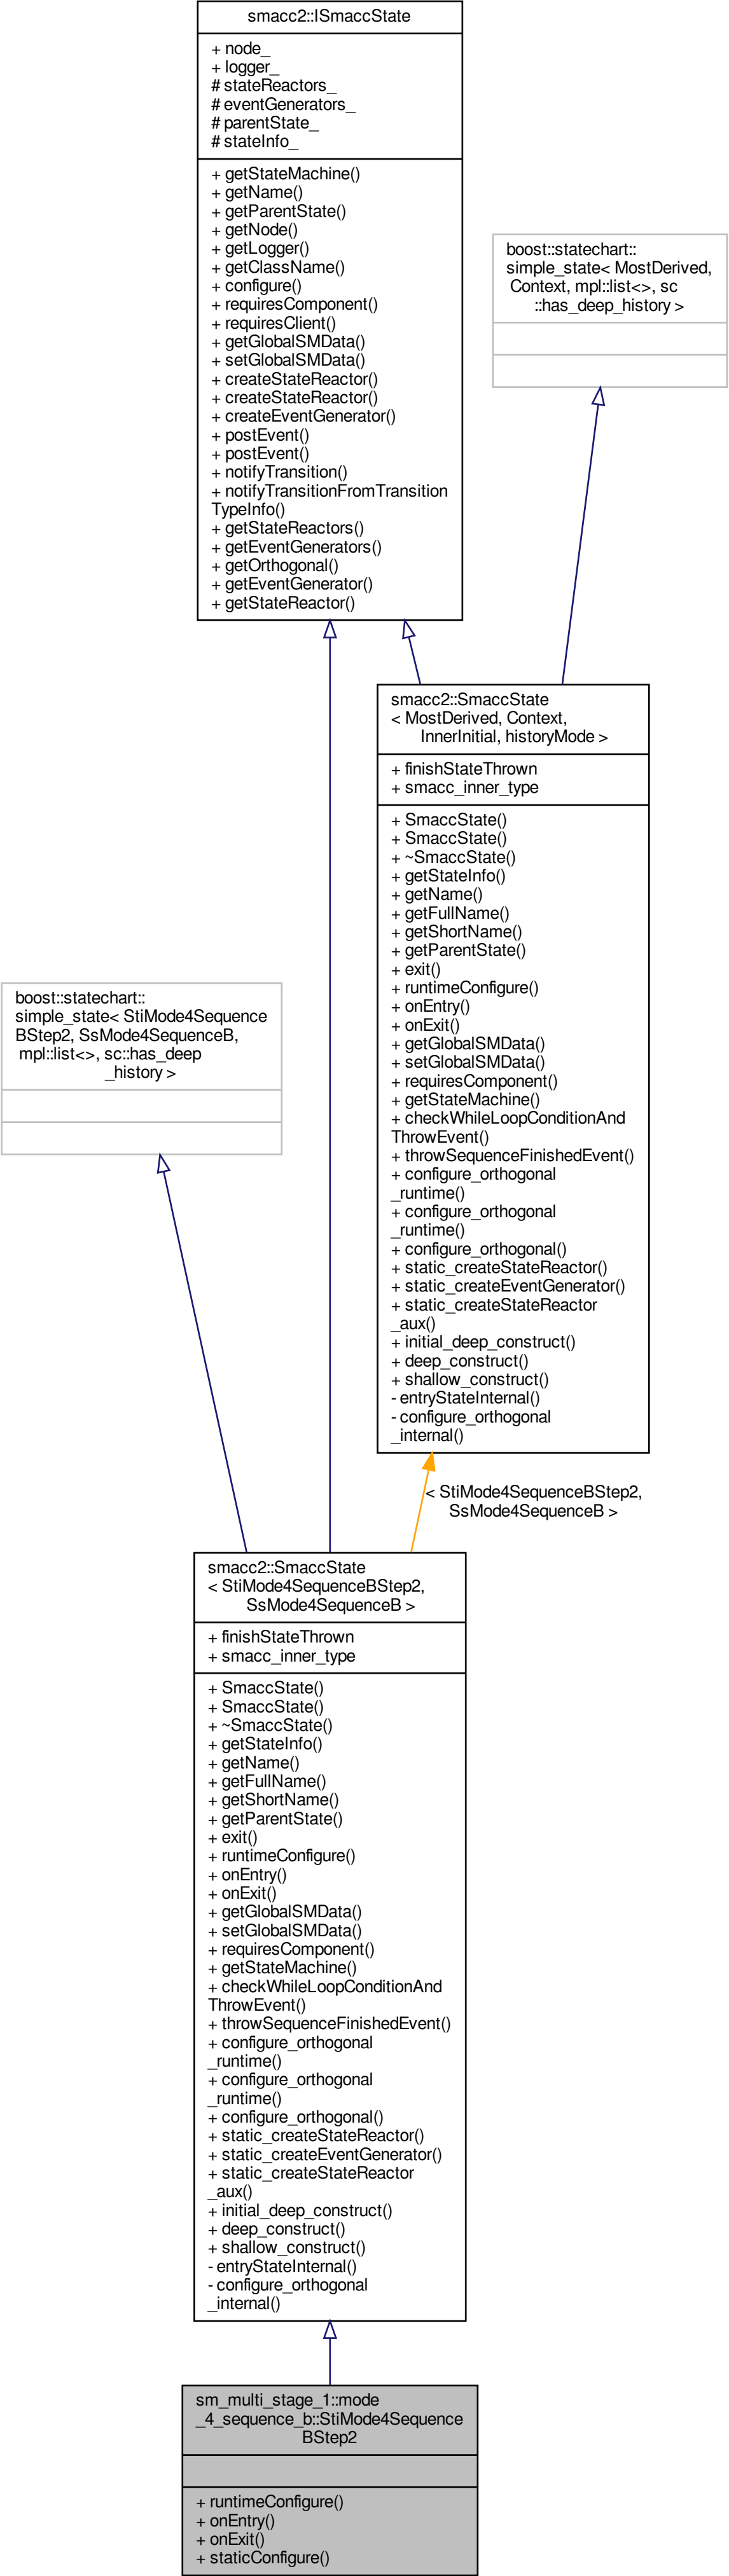 smacc2::ISmaccState
+ node_
+ logger_
# stateReactors_
# eventGenerators_
# parentState_
# stateInfo_
+ getStateMachine()
+ getName()
+ getParentState()
+ getNode()
+ getLogger()
+ getClassName()
+ configure()
+ requiresComponent()
+ requiresClient()
+ getGlobalSMData()
+ setGlobalSMData()
+ createStateReactor()
+ createStateReactor()
+ createEventGenerator()
+ postEvent()
+ postEvent()
+ notifyTransition()
+ notifyTransitionFromTransition
TypeInfo()
+ getStateReactors()
+ getEventGenerators()
+ getOrthogonal()
+ getEventGenerator()
+ getStateReactor()
boost::statechart::
simple_state< MostDerived,
Context, mpl::list<>, sc
::has_deep_history >
smacc2::SmaccState
< MostDerived, Context,
InnerInitial, historyMode >
+ finishStateThrown
+ smacc_inner_type
+ SmaccState()
+ SmaccState()
+ ~SmaccState()
+ getStateInfo()
+ getName()
+ getFullName()
+ getShortName()
+ getParentState()
+ exit()
+ runtimeConfigure()
+ onEntry()
+ onExit()
+ getGlobalSMData()
+ setGlobalSMData()
+ requiresComponent()
+ getStateMachine()
+ checkWhileLoopConditionAnd
ThrowEvent()
+ throwSequenceFinishedEvent()
+ configure_orthogonal
_runtime()
+ configure_orthogonal
_runtime()
+ configure_orthogonal()
+ static_createStateReactor()
+ static_createEventGenerator()
+ static_createStateReactor
_aux()
+ initial_deep_construct()
+ deep_construct()
+ shallow_construct()
- entryStateInternal()
- configure_orthogonal
_internal()
boost::statechart::
simple_state< StiMode4Sequence
BStep2, SsMode4SequenceB,
mpl::list<>, sc::has_deep
_history >
< StiMode4SequenceBStep2,
SsMode4SequenceB >
smacc2::SmaccState
< StiMode4SequenceBStep2,
SsMode4SequenceB >
+ finishStateThrown
+ smacc_inner_type
+ SmaccState()
+ SmaccState()
+ ~SmaccState()
+ getStateInfo()
+ getName()
+ getFullName()
+ getShortName()
+ getParentState()
+ exit()
+ runtimeConfigure()
+ onEntry()
+ onExit()
+ getGlobalSMData()
+ setGlobalSMData()
+ requiresComponent()
+ getStateMachine()
+ checkWhileLoopConditionAnd
ThrowEvent()
+ throwSequenceFinishedEvent()
+ configure_orthogonal
_runtime()
+ configure_orthogonal
_runtime()
+ configure_orthogonal()
+ static_createStateReactor()
+ static_createEventGenerator()
+ static_createStateReactor
_aux()
+ initial_deep_construct()
+ deep_construct()
+ shallow_construct()
- entryStateInternal()
- configure_orthogonal
_internal()
sm_multi_stage_1::mode
_4_sequence_b::StiMode4Sequence
BStep2
+ runtimeConfigure()
+ onEntry()
+ onExit()
+ staticConfigure()